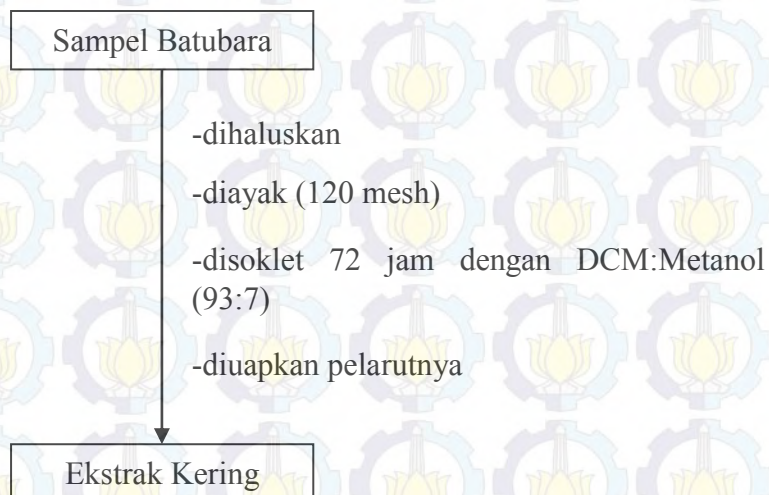 Sampel Batubara
-dihaluskan
-diayak (120 mesh)
-disoklet 72 jam dengan DCM:Metanol
(93:7)
-diuapkan pelarutnya
Ekstrak Kering